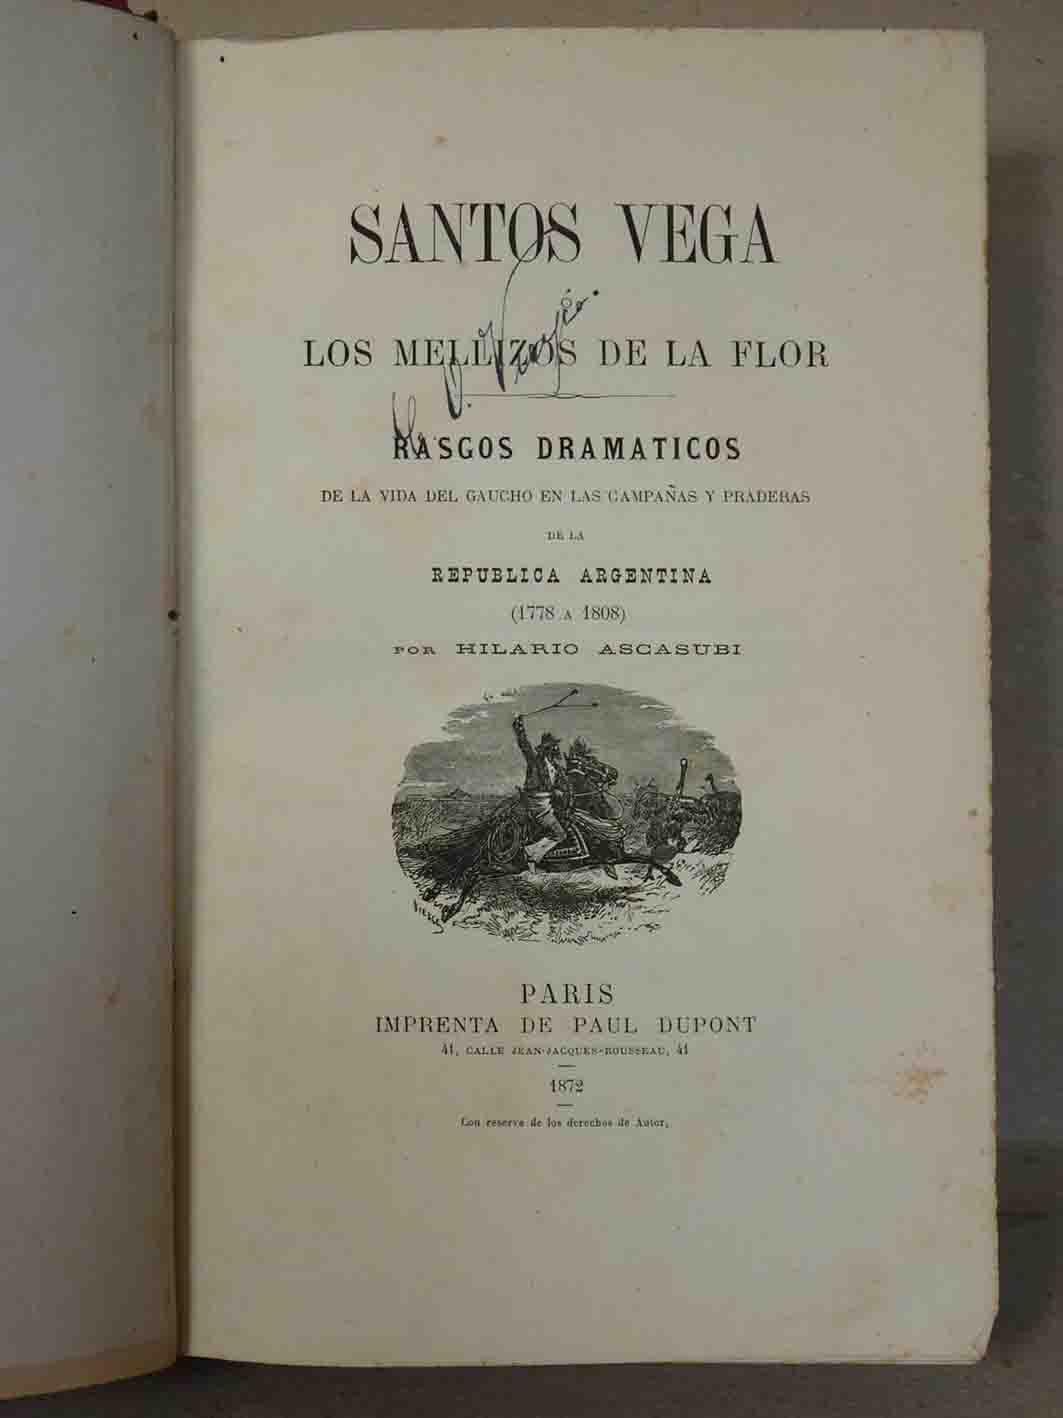 SANTOS VEGA
Ó
LOS MELLIZOS DE LA FLOR
RASGOS DRAMATICOS
DE LA VIDA DEL GAUCHO EN LAS CAMPAÑAS Y PRADERAS
DE LA
REPUBLICA ARGENTINA
(1778 A 1808)
POR HILARIO ASCASUBI
VIERGE
PARIS
IMPRENTA DE PAUL DUPONT
41, CALLE JEAN-JACQUES-ROUSSEAU, 41
1872
Con reserva de los derechos de Autor,